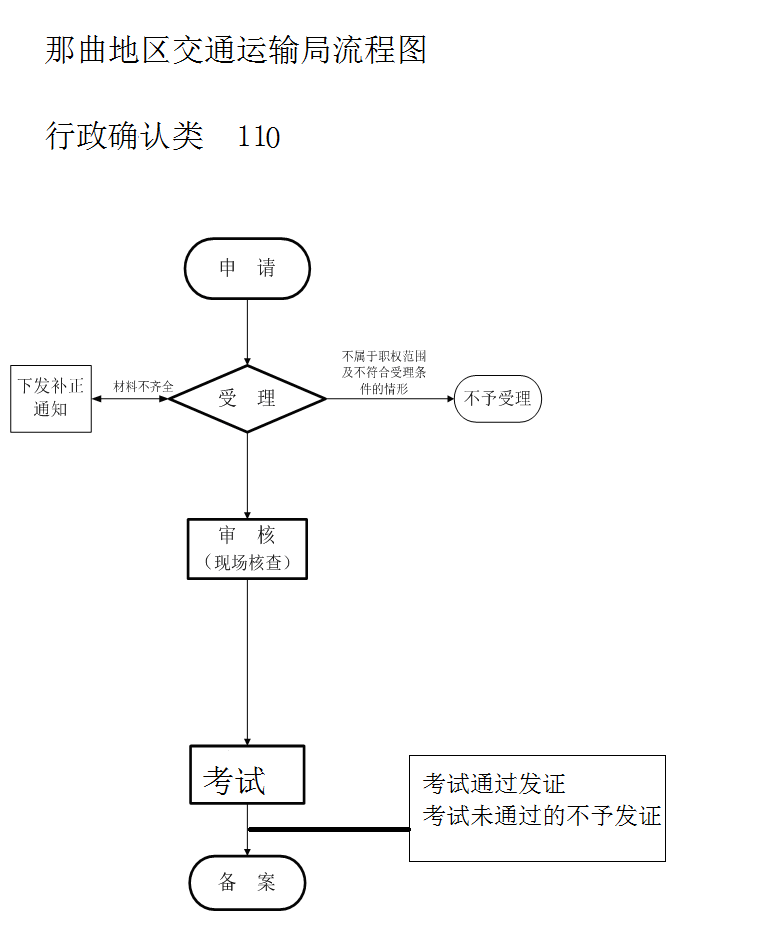 那曲地区交通运输局流程图
行政确认类 110
申 请
不属于职权范围
及不符合受理条
件的情形
下发补正
通知
材料不齐全
受 理
不予受理
审 核
（现场核查）
考试
考试通过发证
考试未通过的不予发证
备 案